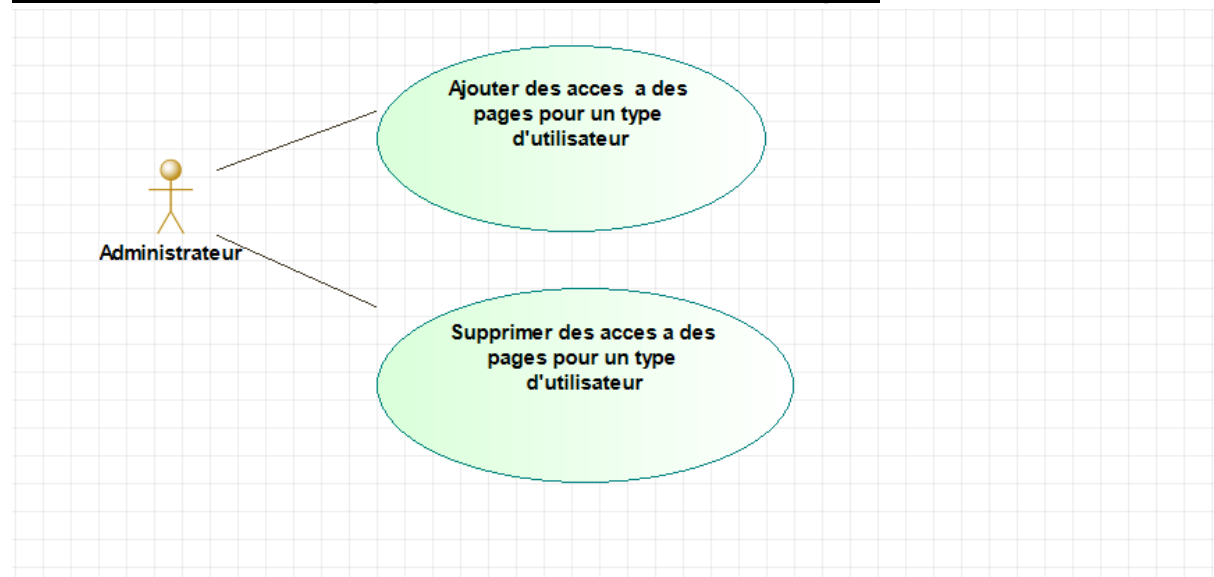 Ajouter des acces  a des
pages pour un type
d'utilisateur
Administrateur
Supprimer des acces a des
pages pour un type
d'utilisateur